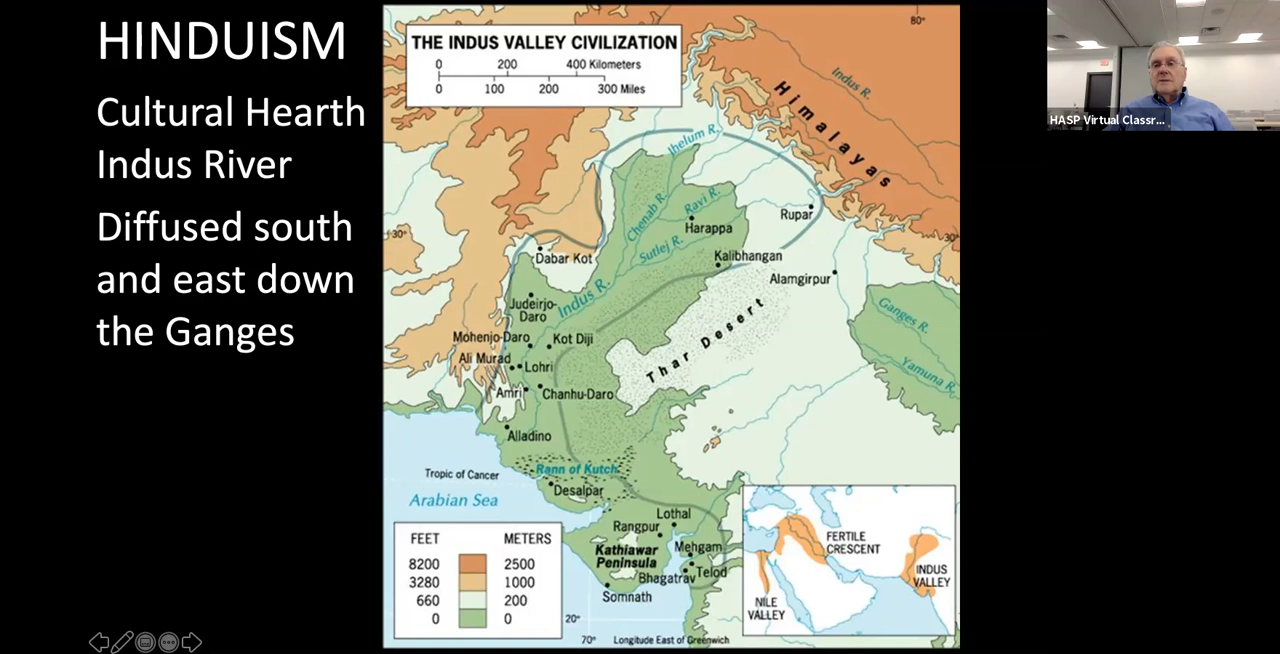 HINDUISM
Cultural Hearth
Indus River
Diffused south
and east down
the Ganges
THE INDUS VALLEY CIVILIZATION
0 200 400 Kilometers
0 100 200 300 Miles
80°
Indus R.
Himalayas
Jhelum R.
Chenab R.
Ravi R.
Rupar
Harappa
Sutlej R.
30°
30°
Dabar Kot
Kalibhangan
Alamgirpur
Indus R.
Judeirjo-
Daro
Thar Desert
Ganges R.
Mohenjo-Daro
Kot Diji
Ali Murad
Lohri
Yamuna R.
Amri
Chanhu-Daro
Alladino
Tropic of Cancer
Rann of Kutch
Arabian Sea
Desalpar
Lothal
Rangpur
Kathiawar
Peninsula
Mehgam
Telod
Bhagatrav
Somnath
FEET METERS
8200 2500
3280 1000
660 200
0 0
20°
70°
Longitude East of Greenwich
FERTILE
CRESCENT
INDUS
VALLEY
NILE
VALLEY
HASP Virtual Classr...